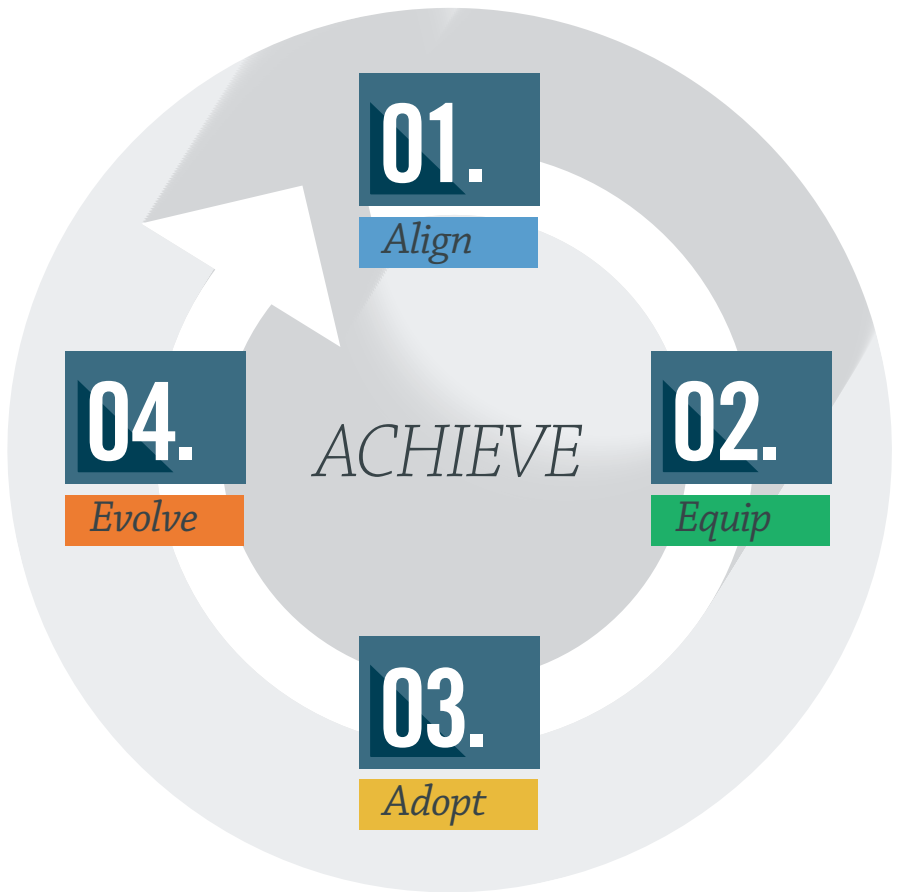 01.
Align
02.
Equip
03.
Adopt
04.
Evolve
ACHIEVE